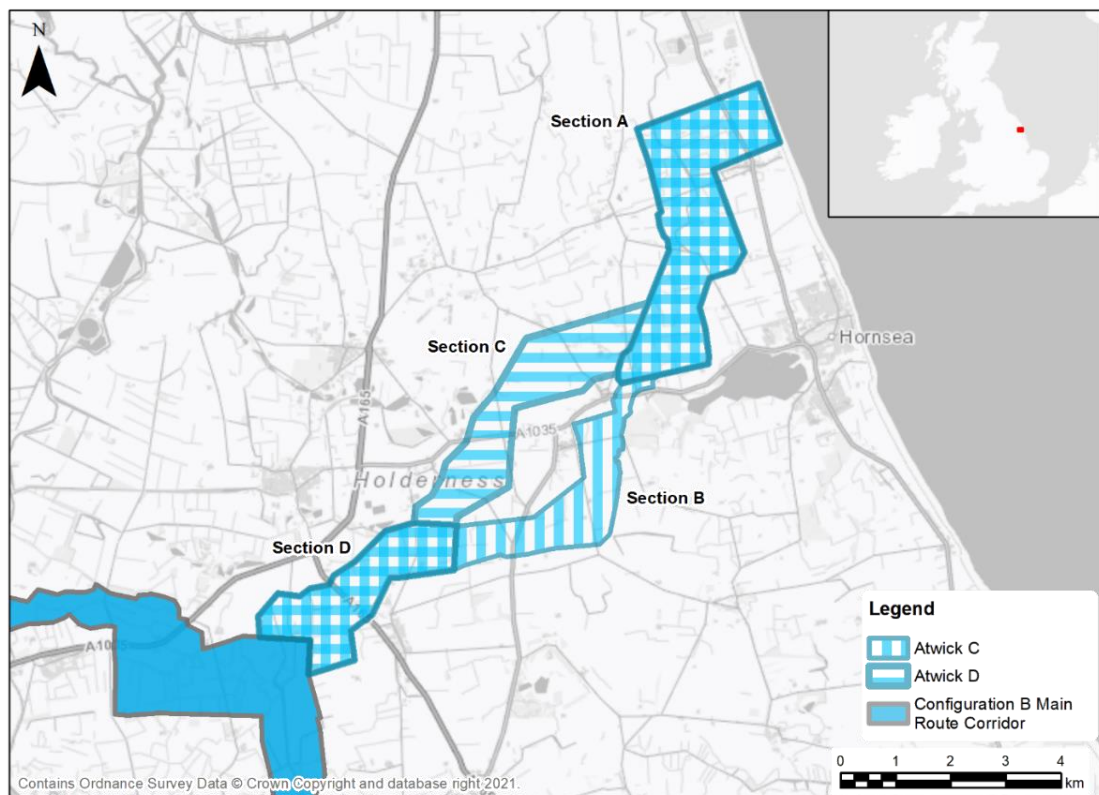 N
Section A
Section C
Hornsea
A165
A1035
Holderness
Section B
Section D
A1035
Legend
Atwick C
Atwick D
Configuration B Main
Route Corridor
0 1 2 3 4
km
Contains Ordnance Survey Data © Crown Copyright and database right 2021.